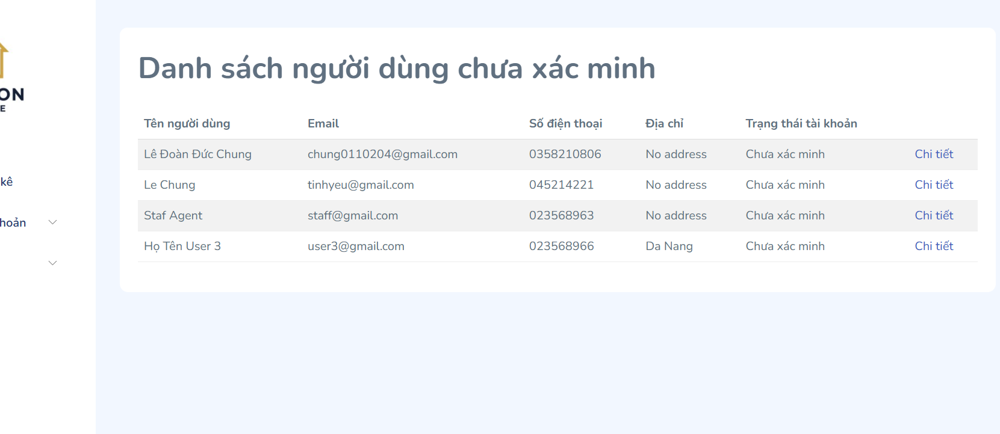 ON
E
kê
hoản
Danh sách người dùng chưa xác minh
Tên người dùng Email Số điện thoại Địa chỉ Trạng thái tài khoản
Lê Đoàn Đức Chung chung0110204@gmail.com 0358210806 No address Chưa xác minh Chi tiết
Le Chung tinhyeu@gmail.com 045214221 No address Chưa xác minh Chi tiết
Staf Agent staff@gmail.com 023568963 No address Chưa xác minh Chi tiết
Họ Tên User 3 user3@gmail.com 023568966 Da Nang Chưa xác minh Chi tiết